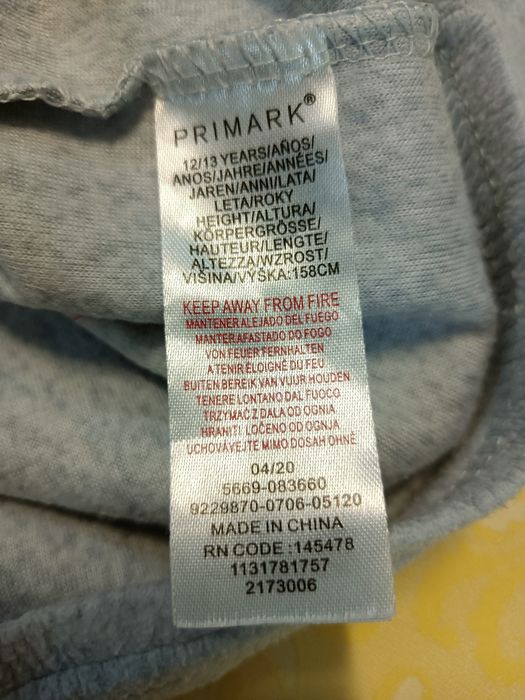 PRIMARK®
12/13 YEARS/AÑOS/
ANOS/JAHRE/ANNÉES/
JAREN/ANNI/LATA/
LETA/ROKY
HEIGHT/ALTURA/
KÖRPERGRÖSSE/
HAUTEUR/LENGTE/
ALTEZZA/WZROST/
VIŠINA/VÝŠKA:158CM
KEEP AWAY FROM FIRE
MANTENER ALEJADO DEL FUEGO
MANTER AFASTADO DO FOGO
VON FEUER FERNHALTEN
A TENIR ÉLOIGNÉ DU FEU
BUITEN BEREIK VAN VUUR HOUDEN
TENERE LONTANO DAL FUOCO
TRZYMAĆ Z DALA OD OGNIA
HRANITI LOČENO OD OGNJA
UCHOVÁVEJTE MIMO DOSAH OHNĚ
04/20
5669-083660
9229870-0706-05120
MADE IN CHINA
RN CODE :145478
1131781757
2173006